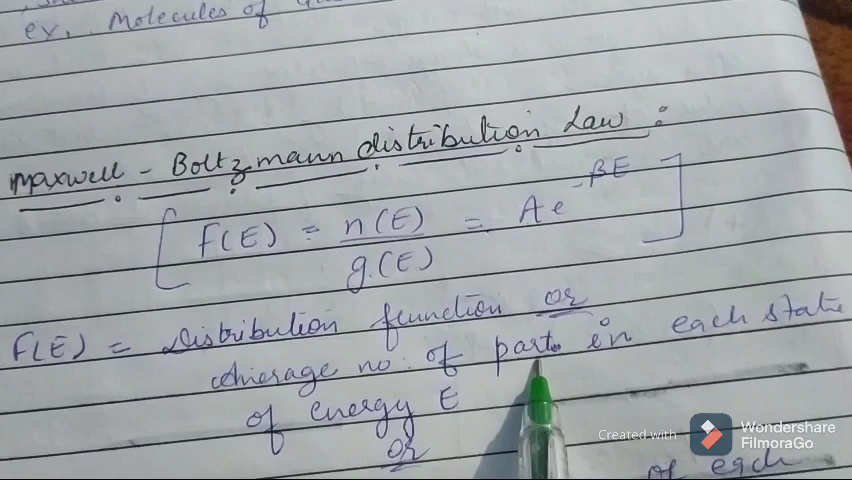 ex. Molecules of
Maxwell - Boltzmann distribution Law :
[ F(E) = n(E) / g(E) = A e^-βE ]
F(E) = Distribution function or
average no. of part. in each state
of energy E
or
of each
Created with Wondershare FilmoraGo